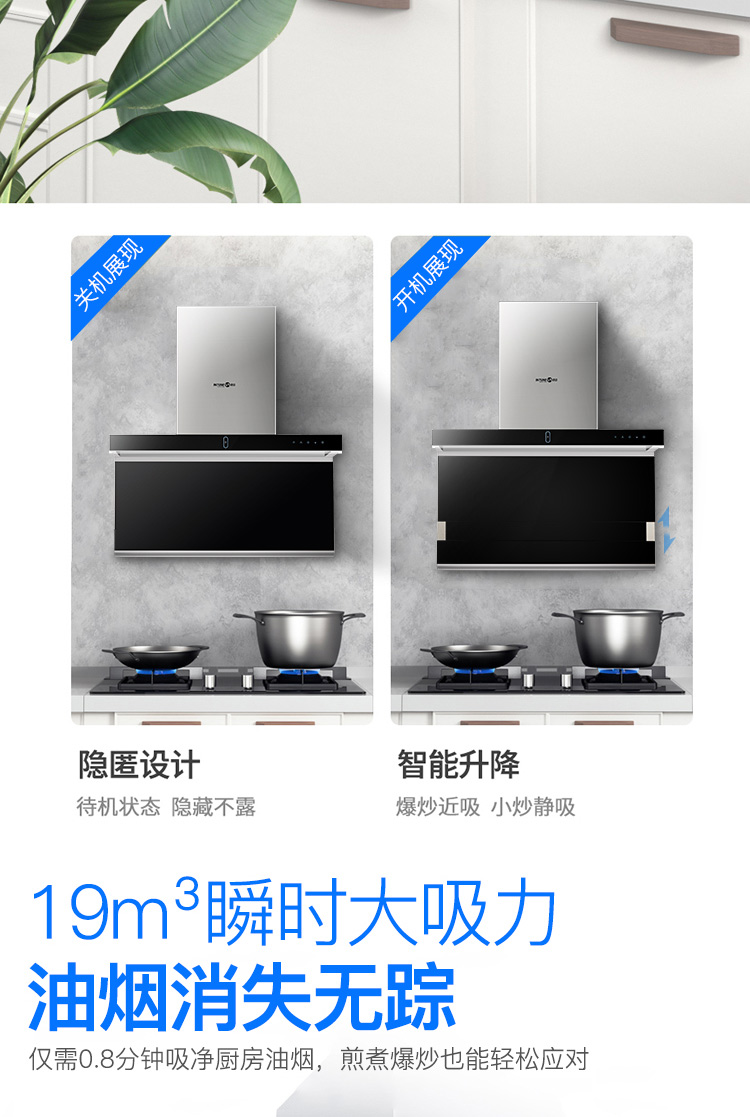 关机展现
开机展现
隐匿设计
待机状态 隐藏不露
智能升降
爆炒近吸 小炒静吸
19m³瞬时大吸力
油烟消失无踪
仅需0.8分钟吸净厨房油烟，煎煮爆炒也能轻松应对